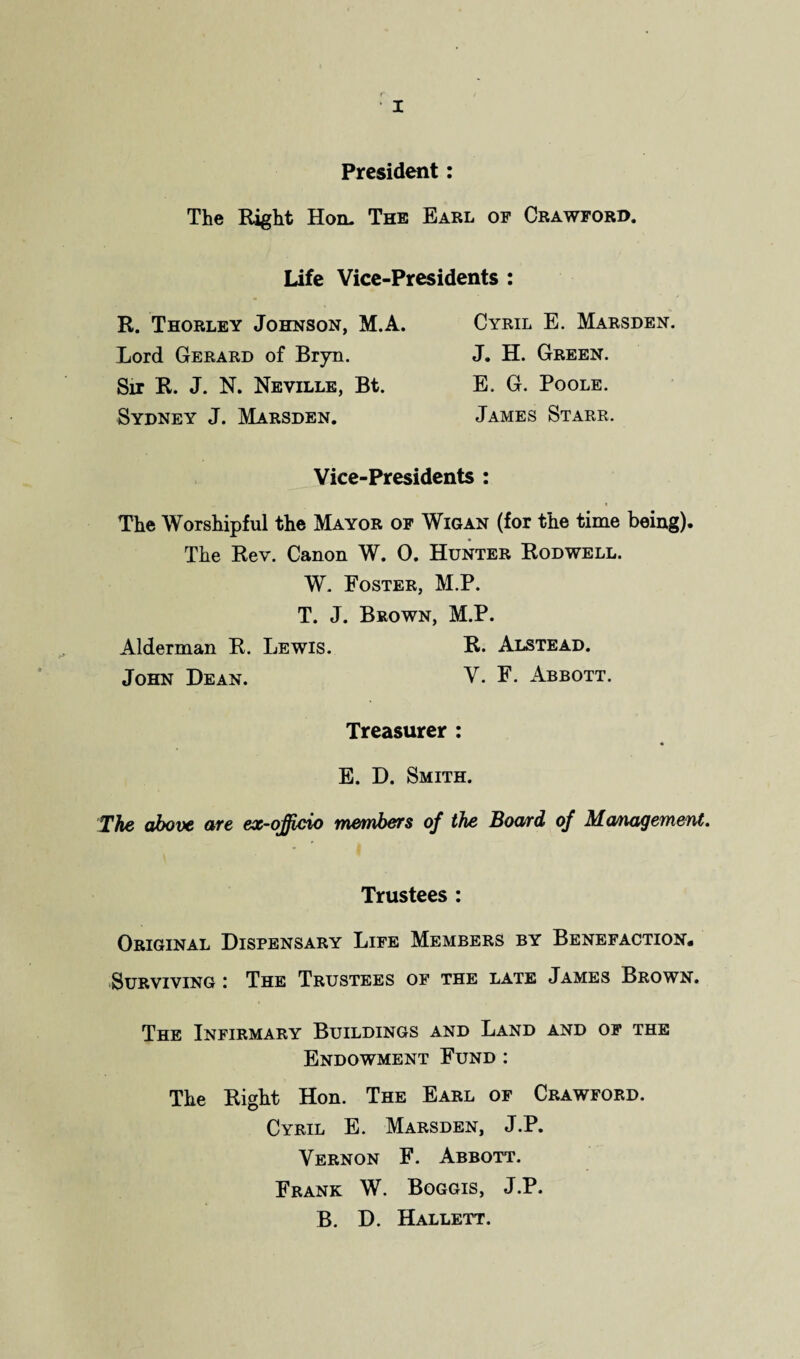 I
President :
The Right Hon. The Earl of Crawford.
Life Vice-Presidents :
R. Thorley Johnson, M.A. Cyril E. Marsden.
Lord Gerard of Bryn. J. H. Green.
Sir R. J. N. Neville, Bt. E. G. Poole.
Sydney J. Marsden. James Starr.
Vice-Presidents :
The Worshipful the Mayor of Wigan (for the time being).
The Rev. Canon W. O. Hunter Rodwell.
W. Foster, M.P.
T. J. Brown, M.P.
Alderman R. Lewis. R. Alstead.
John Dean. V. F. Abbott.
Treasurer :
E. D. Smith.
The above are ex-officio members of the Board of Management.
Trustees :
Original Dispensary Life Members by Benefaction.
Surviving : The Trustees of the late James Brown.
The Infirmary Buildings and Land and of the
Endowment Fund :
The Right Hon. The Earl of Crawford.
Cyril E. Marsden, J.P.
Vernon F. Abbott.
Frank W. Boggis, J.P.
B. D. Hallett.